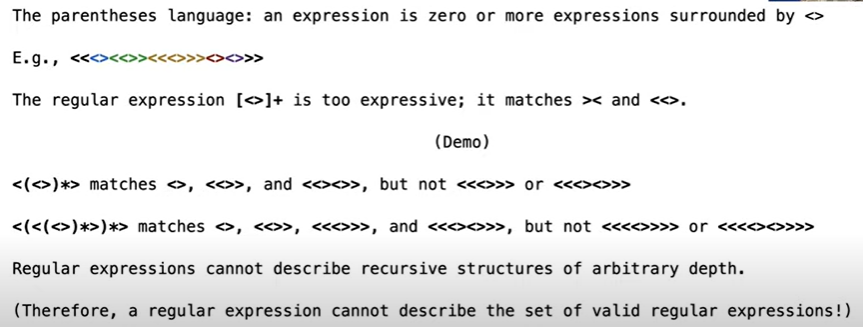 The parentheses language: an expression is zero or more expressions surrounded by <>
E.g., <<<><<>><<<>>><><>>>
The regular expression [<>]+ is too expressive; it matches >< and <<>.
(Demo)
<(<>)*> matches <>, <<>>, and <<><>>, but not <<<>>> or <<<><>>>
<(<(<>)*>)*> matches <>, <<>>, <<<>>>, and <<<><>>>, but not <<<<>>>> or <<<<><>>>>
Regular expressions cannot describe recursive structures of arbitrary depth.
(Therefore, a regular expression cannot describe the set of valid regular expressions!)